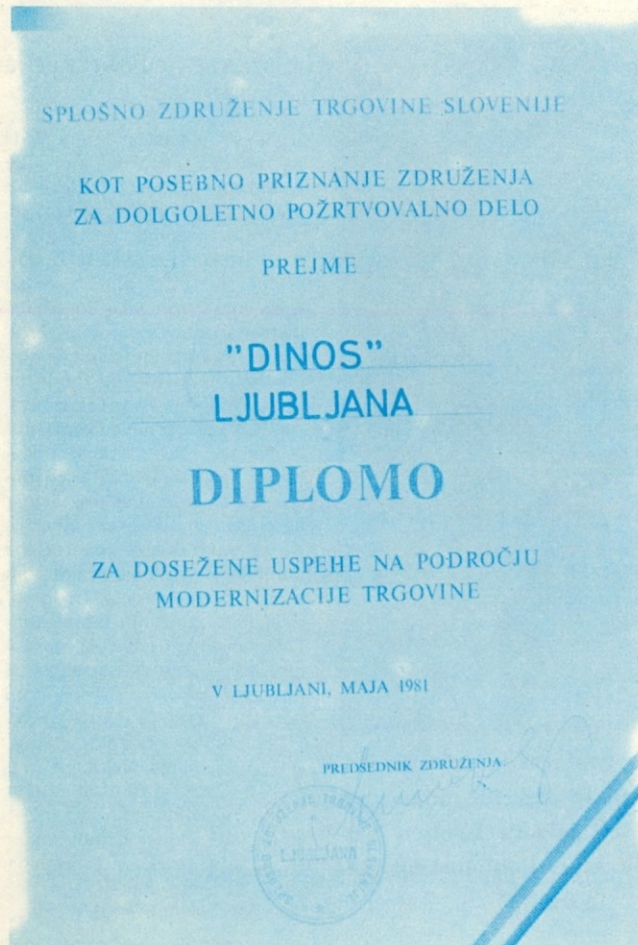 SPLOŠNO ZDRUŽENJE TRGOVINE SLOVENIJE
KOT POSEBNO PRIZNANJE ZDRUŽENJA
ZA DOLGOLETNO POŽRTVOVALNO DELO
PREJME
"DINOS"
LJUBLJANA
DIPLOMO
ZA DOSEŽENE USPEHE NA PODROČJU
MODERNIZACIJE TRGOVINE
V LJUBLJANI, MAJA 1981
PREDSEDNIK ZDRUŽENJA:
LJUBLJANA